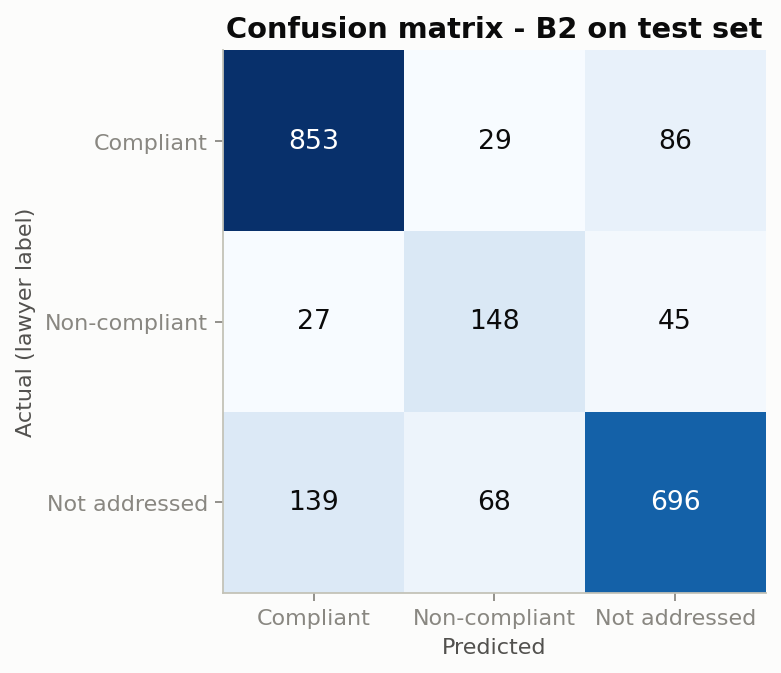 Confusion matrix - B2 on test set
Actual (lawyer label)
Compliant 853 29 86
Non-compliant 27 148 45
Not addressed 139 68 696
Compliant Non-compliant Not addressed
Predicted